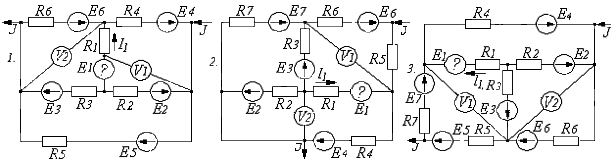 R6 E6 R4 E4
J J
1. V2 R1 I1
E1 ? V1
E3 R3 R2 E2
R5 E5
R7 E7 R6 E6
J
2. R3 V1 R5
E3 I1
E2 R2 R1 ? E1
V2
J E4 R4
R4 E4
J
3. E1 ? R1 R2 E2
I1 R3
E7 V1 E3 V2
R7
J E5 R5 E6 R6